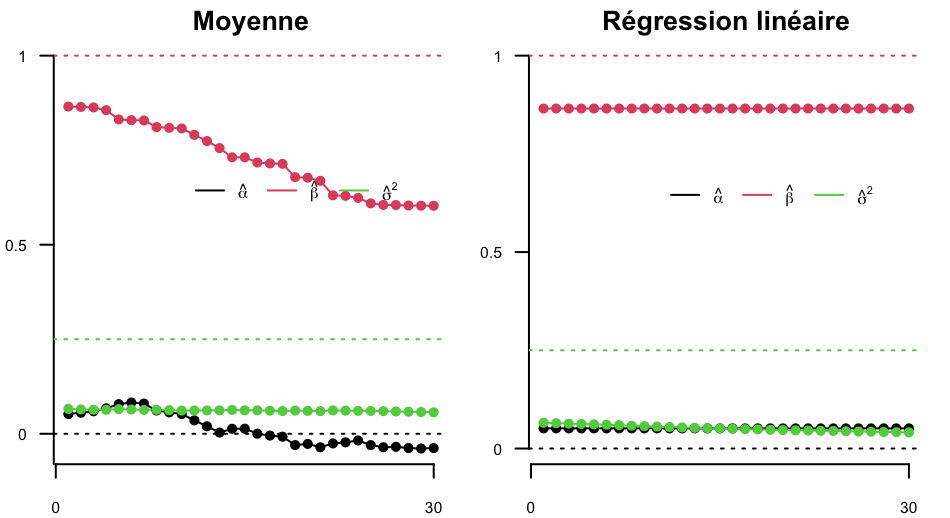 Moyenne
1
0.5
0
α̂ β̂ σ̂²
0 30
Régression linéaire
1
0.5
0
α̂ β̂ σ̂²
0 30